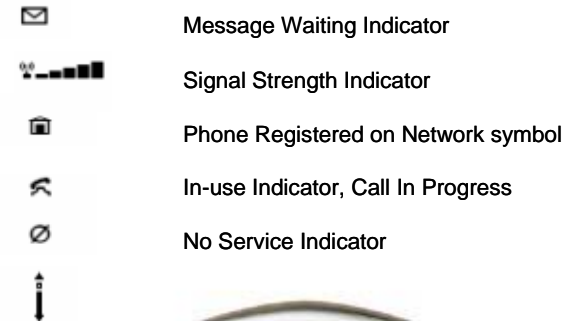 Message Waiting Indicator
Signal Strength Indicator
Phone Registered on Network symbol
In-use Indicator, Call In Progress
No Service Indicator